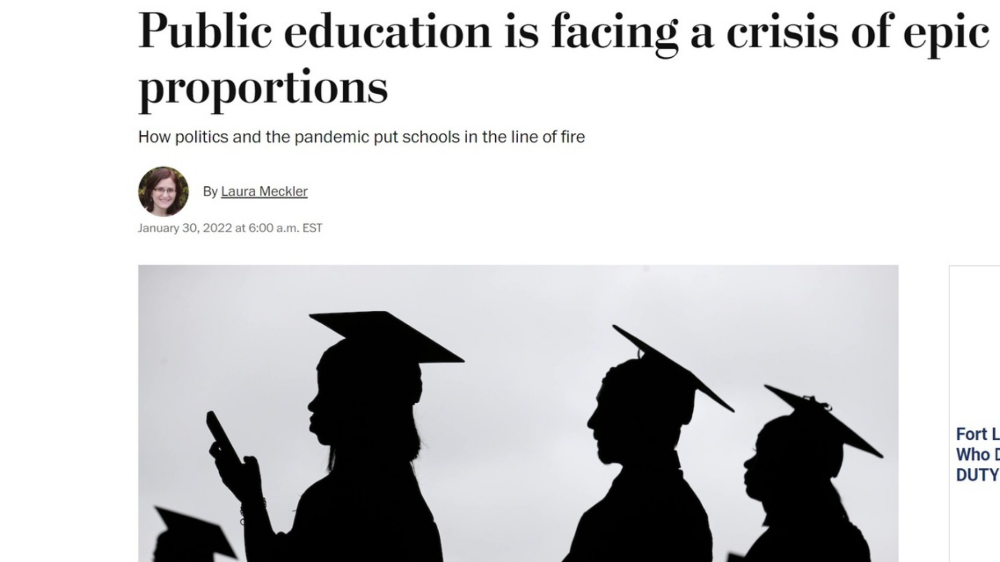 Public education is facing a crisis of epic
proportions
How politics and the pandemic put schools in the line of fire
By Laura Meckler
January 30, 2022 at 6:00 a.m. EST
Fort
Who
DUTY